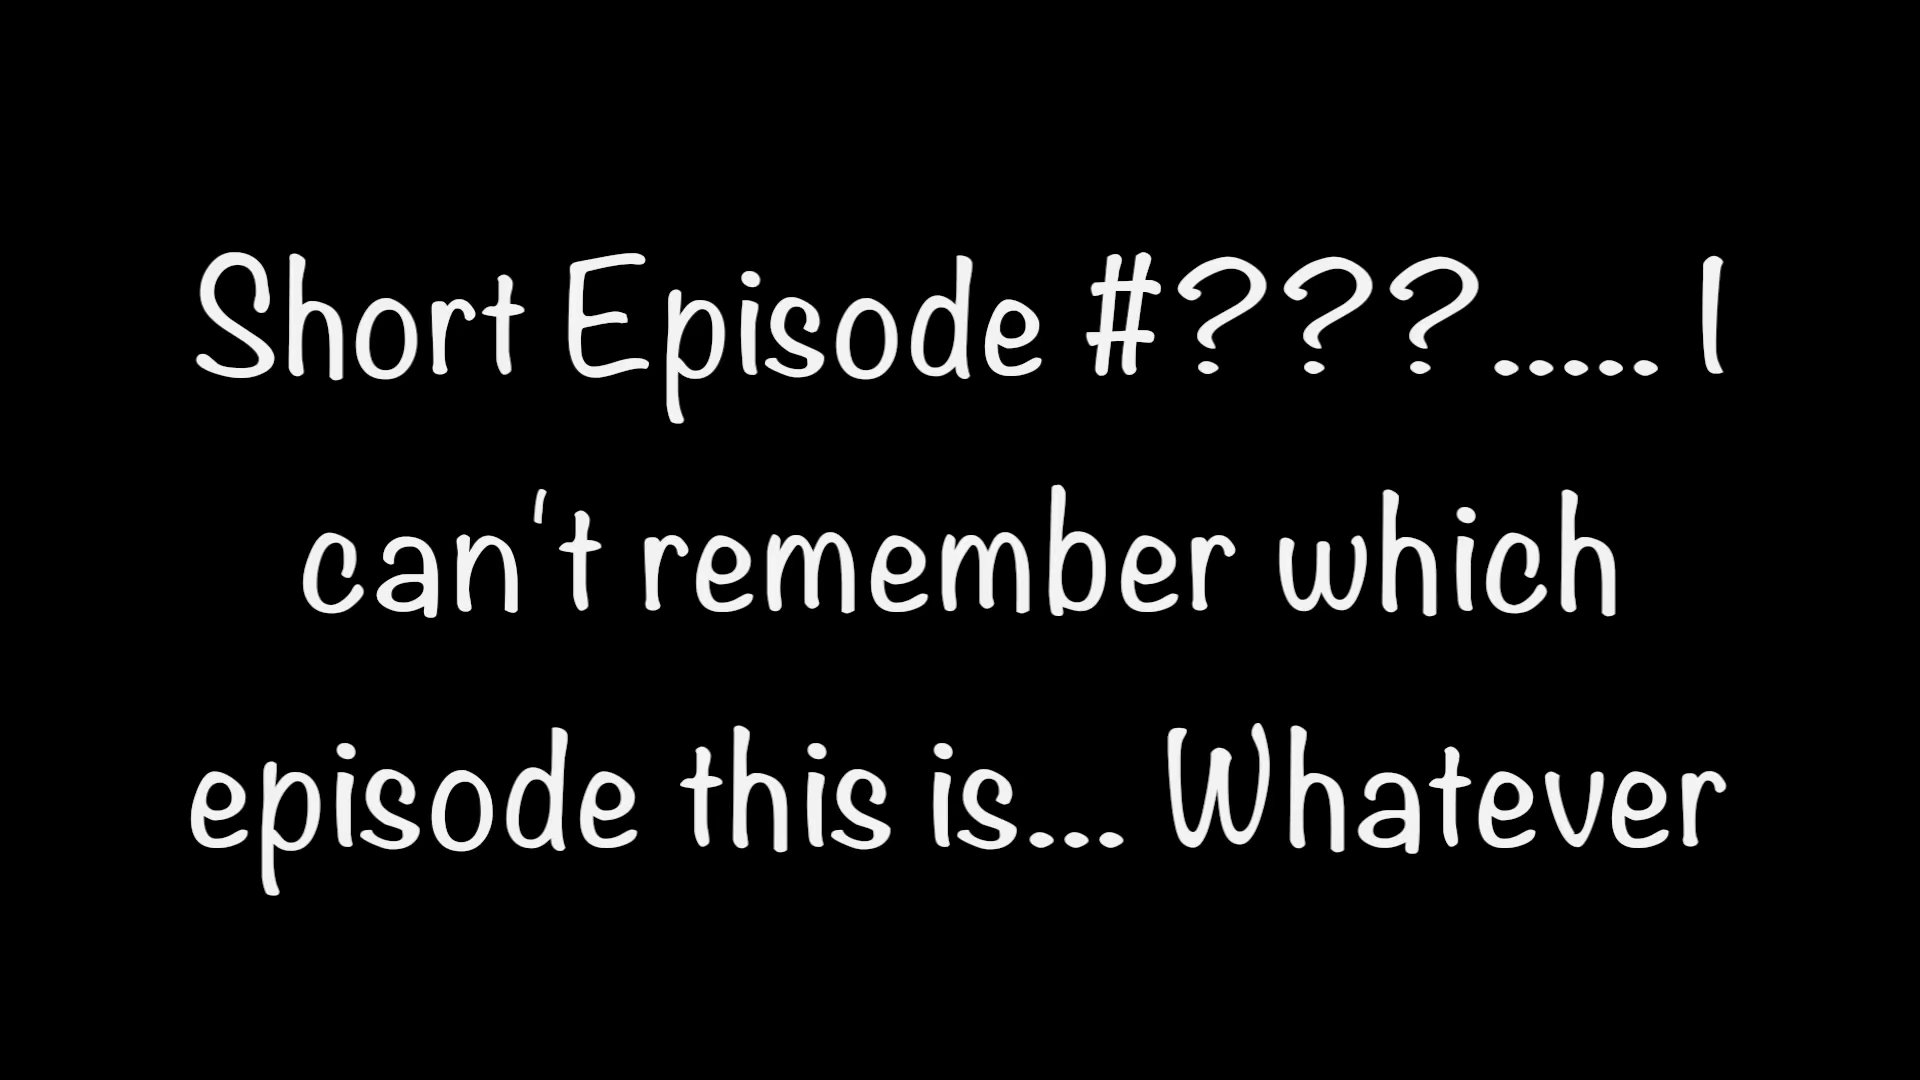 Short Episode #???..... I
can't remember which
episode this is... Whatever